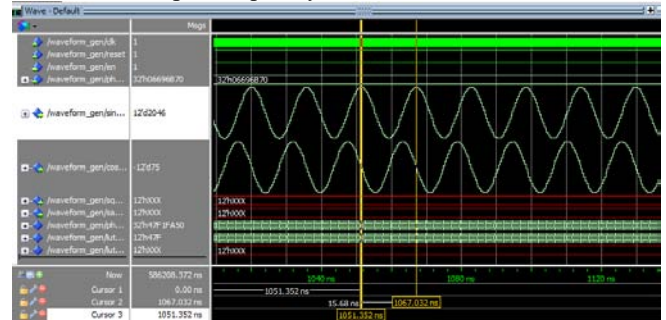 Wave - Default
Msgs
/waveform_gen/clk 1
/waveform_gen/reset 1
/waveform_gen/en 1
/waveform_gen/ph... 32'h06696B70 32'h06696B70
/waveform_gen/sin... 12'd2046
/waveform_gen/cos... -12'd75
/waveform_gen/sq... 12'hXXX 12'hXXX
/waveform_gen/sa... 12'hXXX 12'hXXX
/waveform_gen/ph... 32'h47F1FA50
/waveform_gen/lut... 12'h47F
/waveform_gen/lut... 12'hXXX 12'hXXX
Now 586208.372 ns 1040 ns 1080 ns 1120 ns
Cursor 1 0.00 ns 1051.352 ns
Cursor 2 1067.032 ns 15.68 ns 1067.032 ns
Cursor 3 1051.352 ns 1051.352 ns